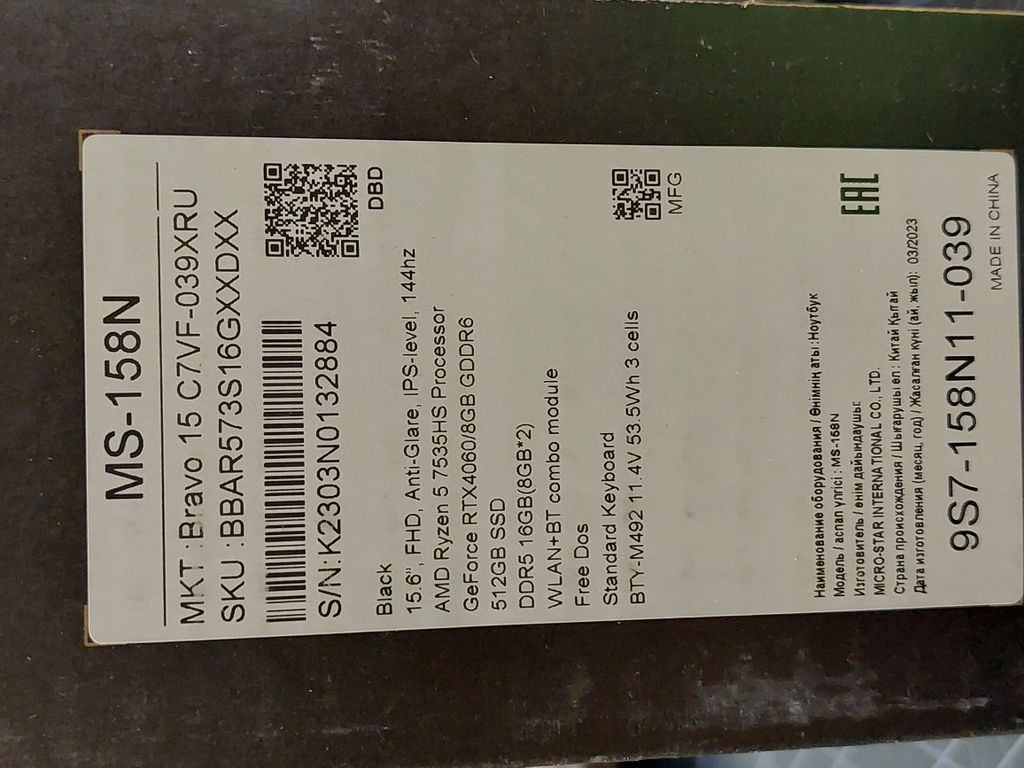 MS-158N
MKT :Bravo 15 C7VF-039XRU
SKU :BBAR573S16GXXDXX
S/N:K2303N0132884
DBD
Black
15.6", FHD, Anti-Glare, IPS-level, 144hz
AMD Ryzen 5 7535HS Processor
GeForce RTX4060/8GB GDDR6
512GB SSD
DDR5 16GB(8GB*2)
WLAN+BT combo module
Free Dos
Standard Keyboard
BTY-M492 11.4V 53.5Wh 3 cells
MFG
Наименование оборудования / Өнімнің аты :Ноутбук
Модель / аспап үлгісі : MS-158N
Изготовитель / өнім дайындаушы:
MICRO-STAR INTERNATIONAL CO., LTD.
Страна происхождения / Шығарушы ел : Китай Қытай
Дата изготовления (месяц, год) / Жасалған күні (ай, жыл): 03/2023
EAC
9S7-158N11-039
MADE IN CHINA